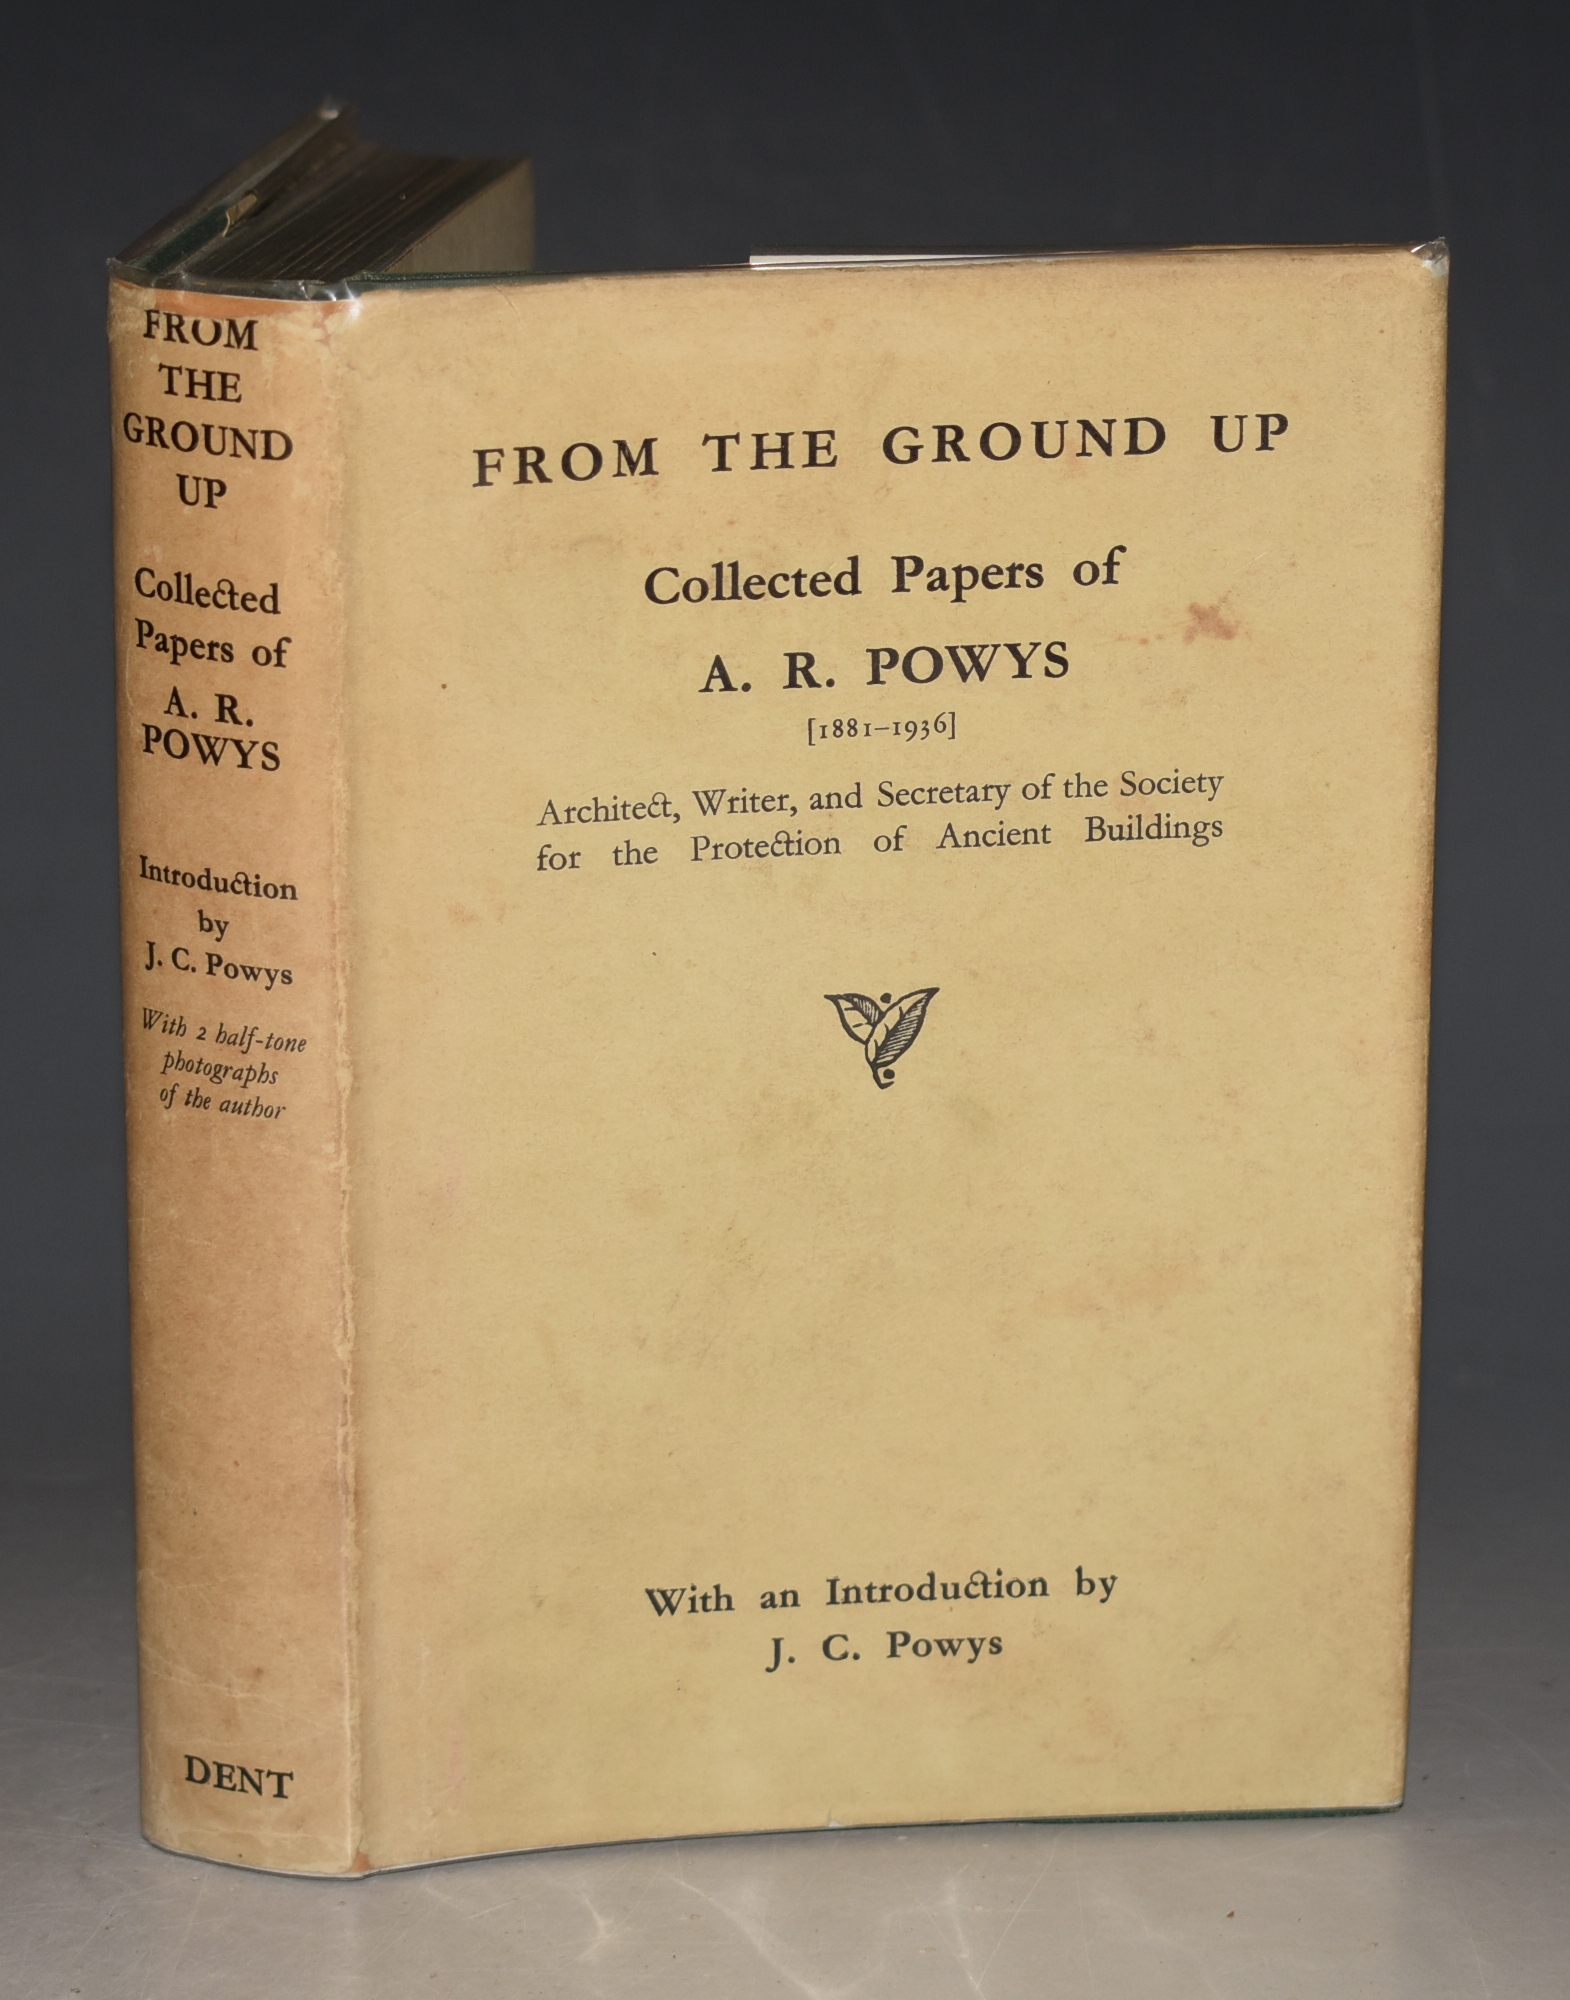 FROM
THE
GROUND
UP
Collected
Papers of
A. R.
POWYS
Introduction
by
J. C. Powys
With 2 half-tone
photographs
of the author
DENT
FROM THE GROUND UP
Collected Papers of
A. R. POWYS
[1881–1936]
Architect, Writer, and Secretary of the Society
for the Protection of Ancient Buildings
With an Introduction by
J. C. Powys